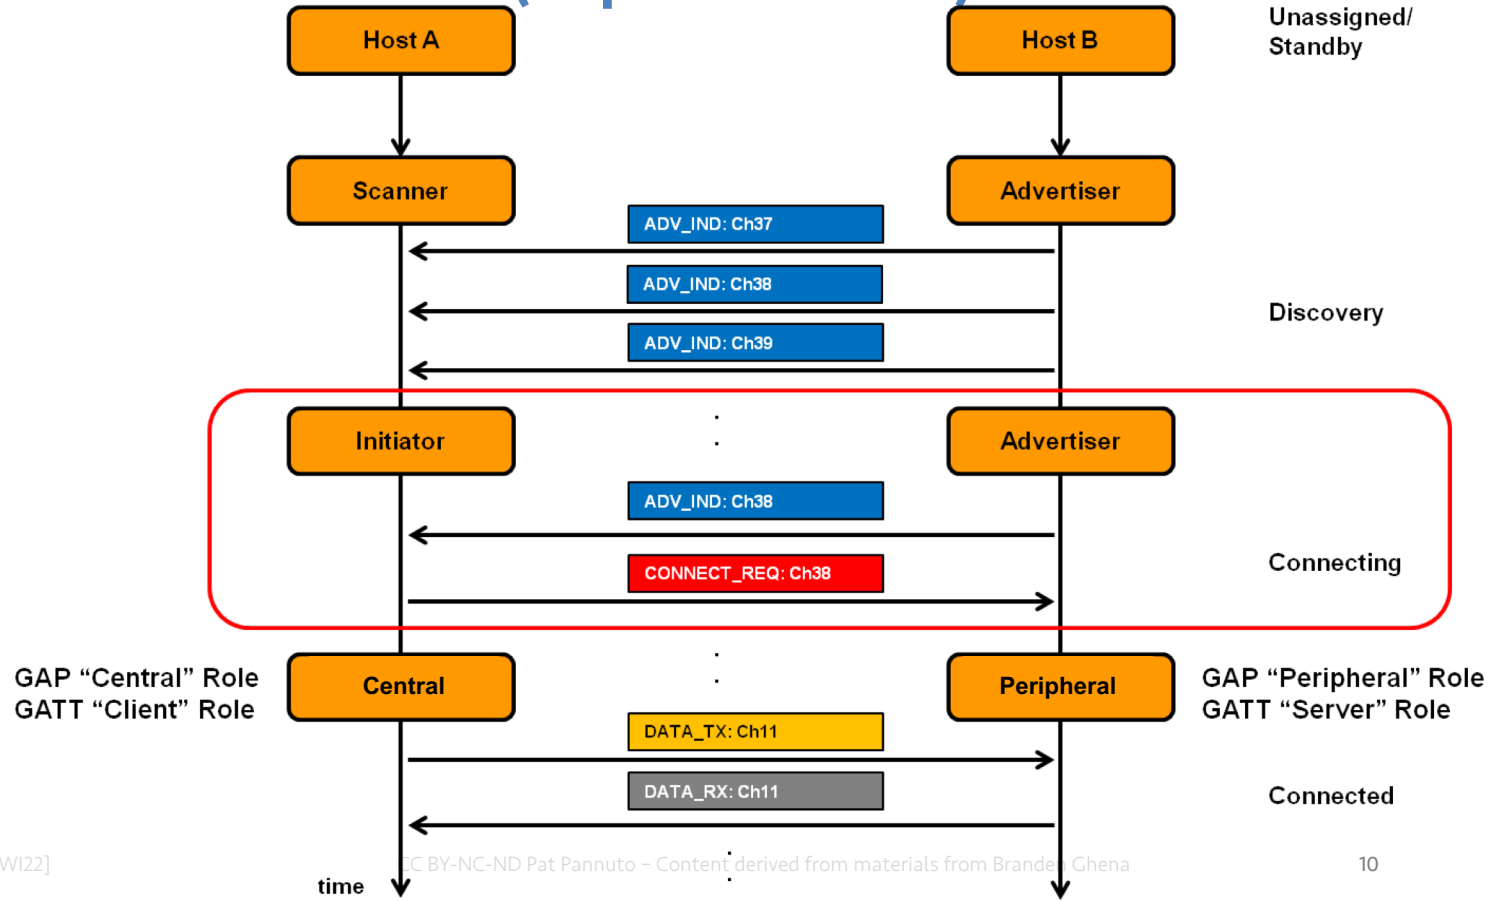 Host A
Host B
Unassigned/
Standby
Scanner
Advertiser
ADV_IND: Ch37
ADV_IND: Ch38
ADV_IND: Ch39
Discovery
Initiator
Advertiser
ADV_IND: Ch38
CONNECT_REQ: Ch38
Connecting
GAP “Central” Role
GATT “Client” Role
Central
Peripheral
GAP “Peripheral” Role
GATT “Server” Role
DATA_TX: Ch11
DATA_RX: Ch11
Connected
WI22]
CC BY-NC-ND Pat Pannuto – Content derived from materials from Branden Ghena
10
time